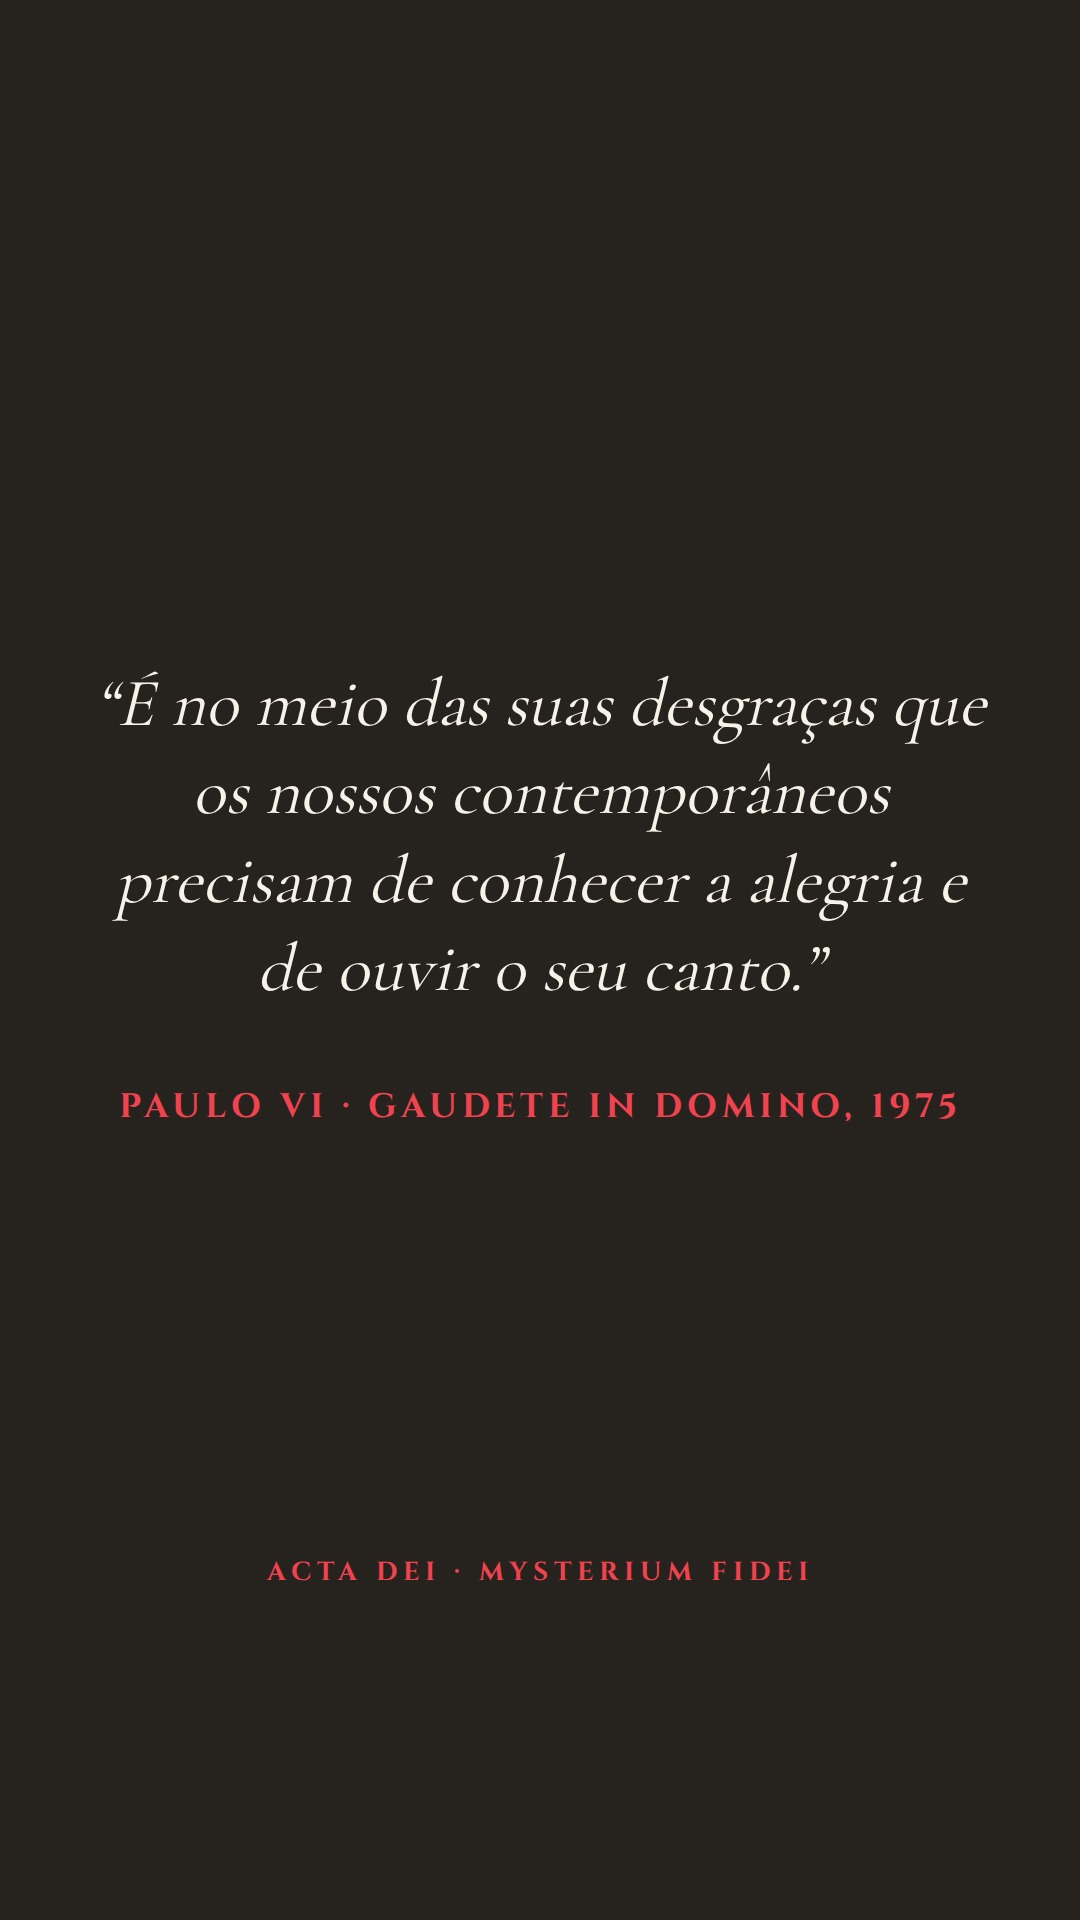 “É no meio das suas desgraças que
os nossos contemporâneos
precisam de conhecer a alegria e
de ouvir o seu canto.”
PAULO VI · GAUDETE IN DOMINO, 1975
ACTA DEI · MYSTERIUM FIDEI